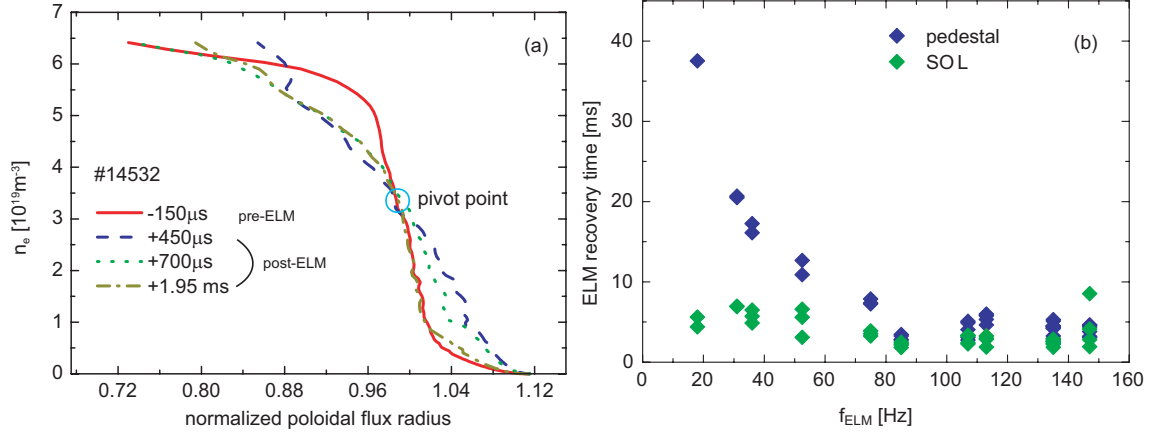 (a)
7
6
5
4
3
2
1
0
n_e [10^19 m^-3]
#14532
-150µs pre-ELM
+450µs
+700µs post-ELM
+1.95 ms
pivot point
0.72 0.80 0.88 0.96 1.04 1.12
normalized poloidal flux radius
(b)
pedestal
SOL
40
30
20
10
0
ELM recovery time [ms]
0 20 40 60 80 100 120 140 160
f_ELM [Hz]